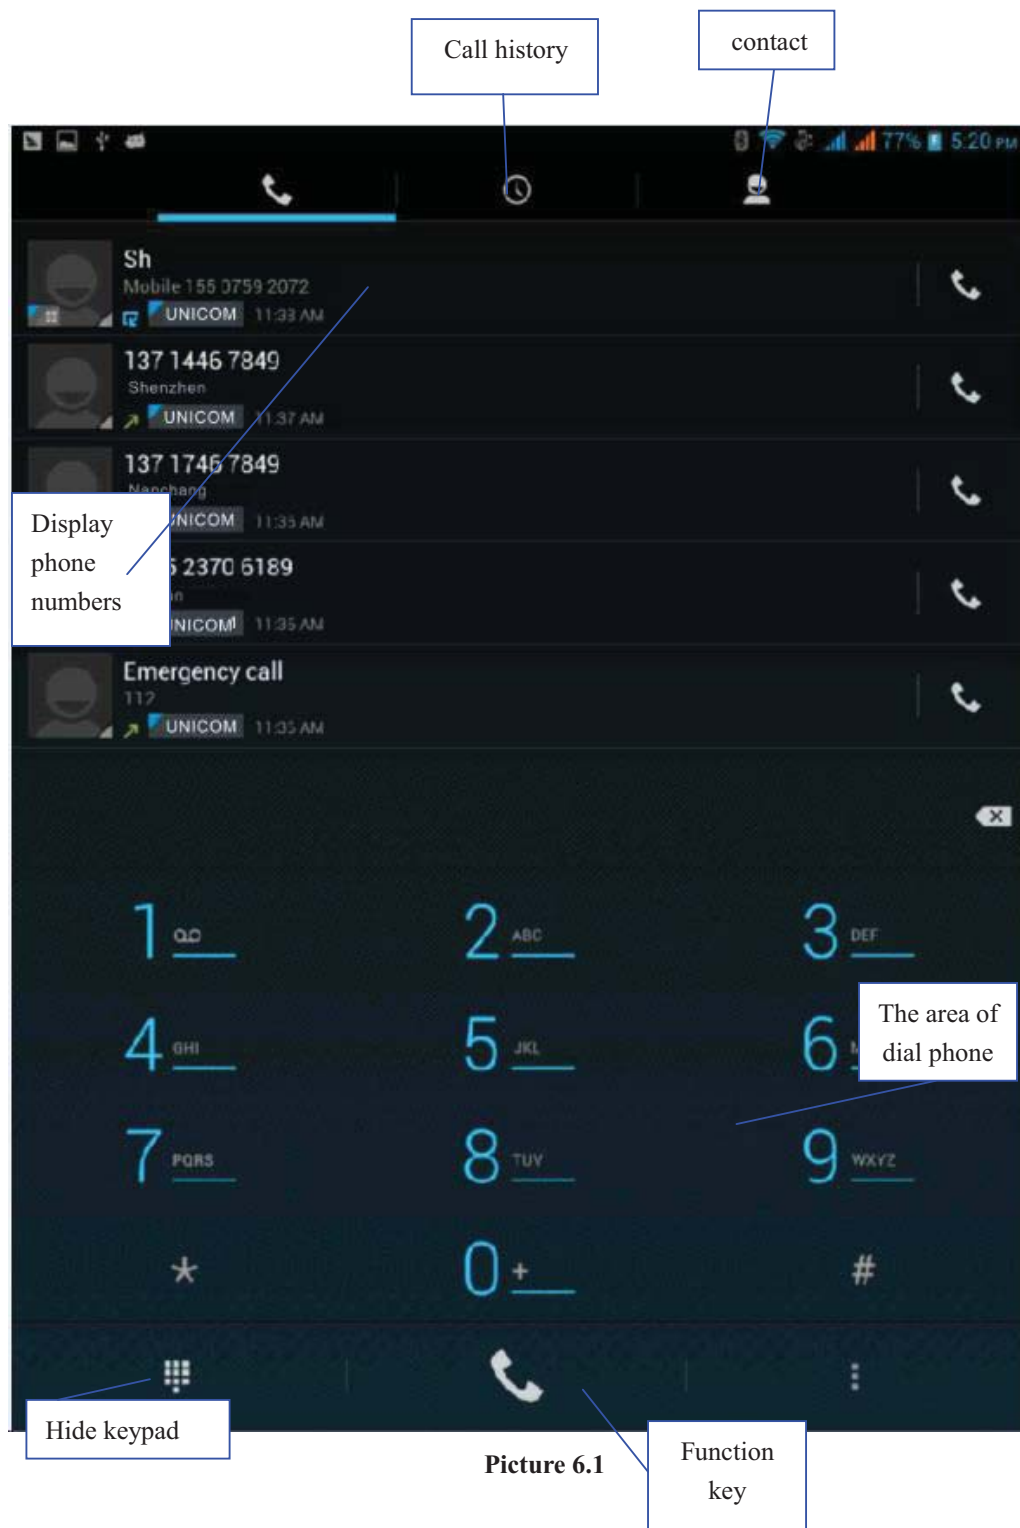 Call history
contact
77% 5:20 PM
Sh
Mobile 155 0759 2072
UNICOM 11:38 AM
137 1446 7849
Shenzhen
UNICOM 11:37 AM
137 1746 7849
Nanchang
UNICOM 11:35 AM
Display
phone
numbers
2370 6189
UNICOM 11:35 AM
Emergency call
112
UNICOM 11:35 AM
1
2 ABC
3 DEF
4 GHI
5 JKL
6
The area of
dial phone
7 PQRS
8 TUV
9 WXYZ
*
0 +
#
Hide keypad
Picture 6.1
Function
key